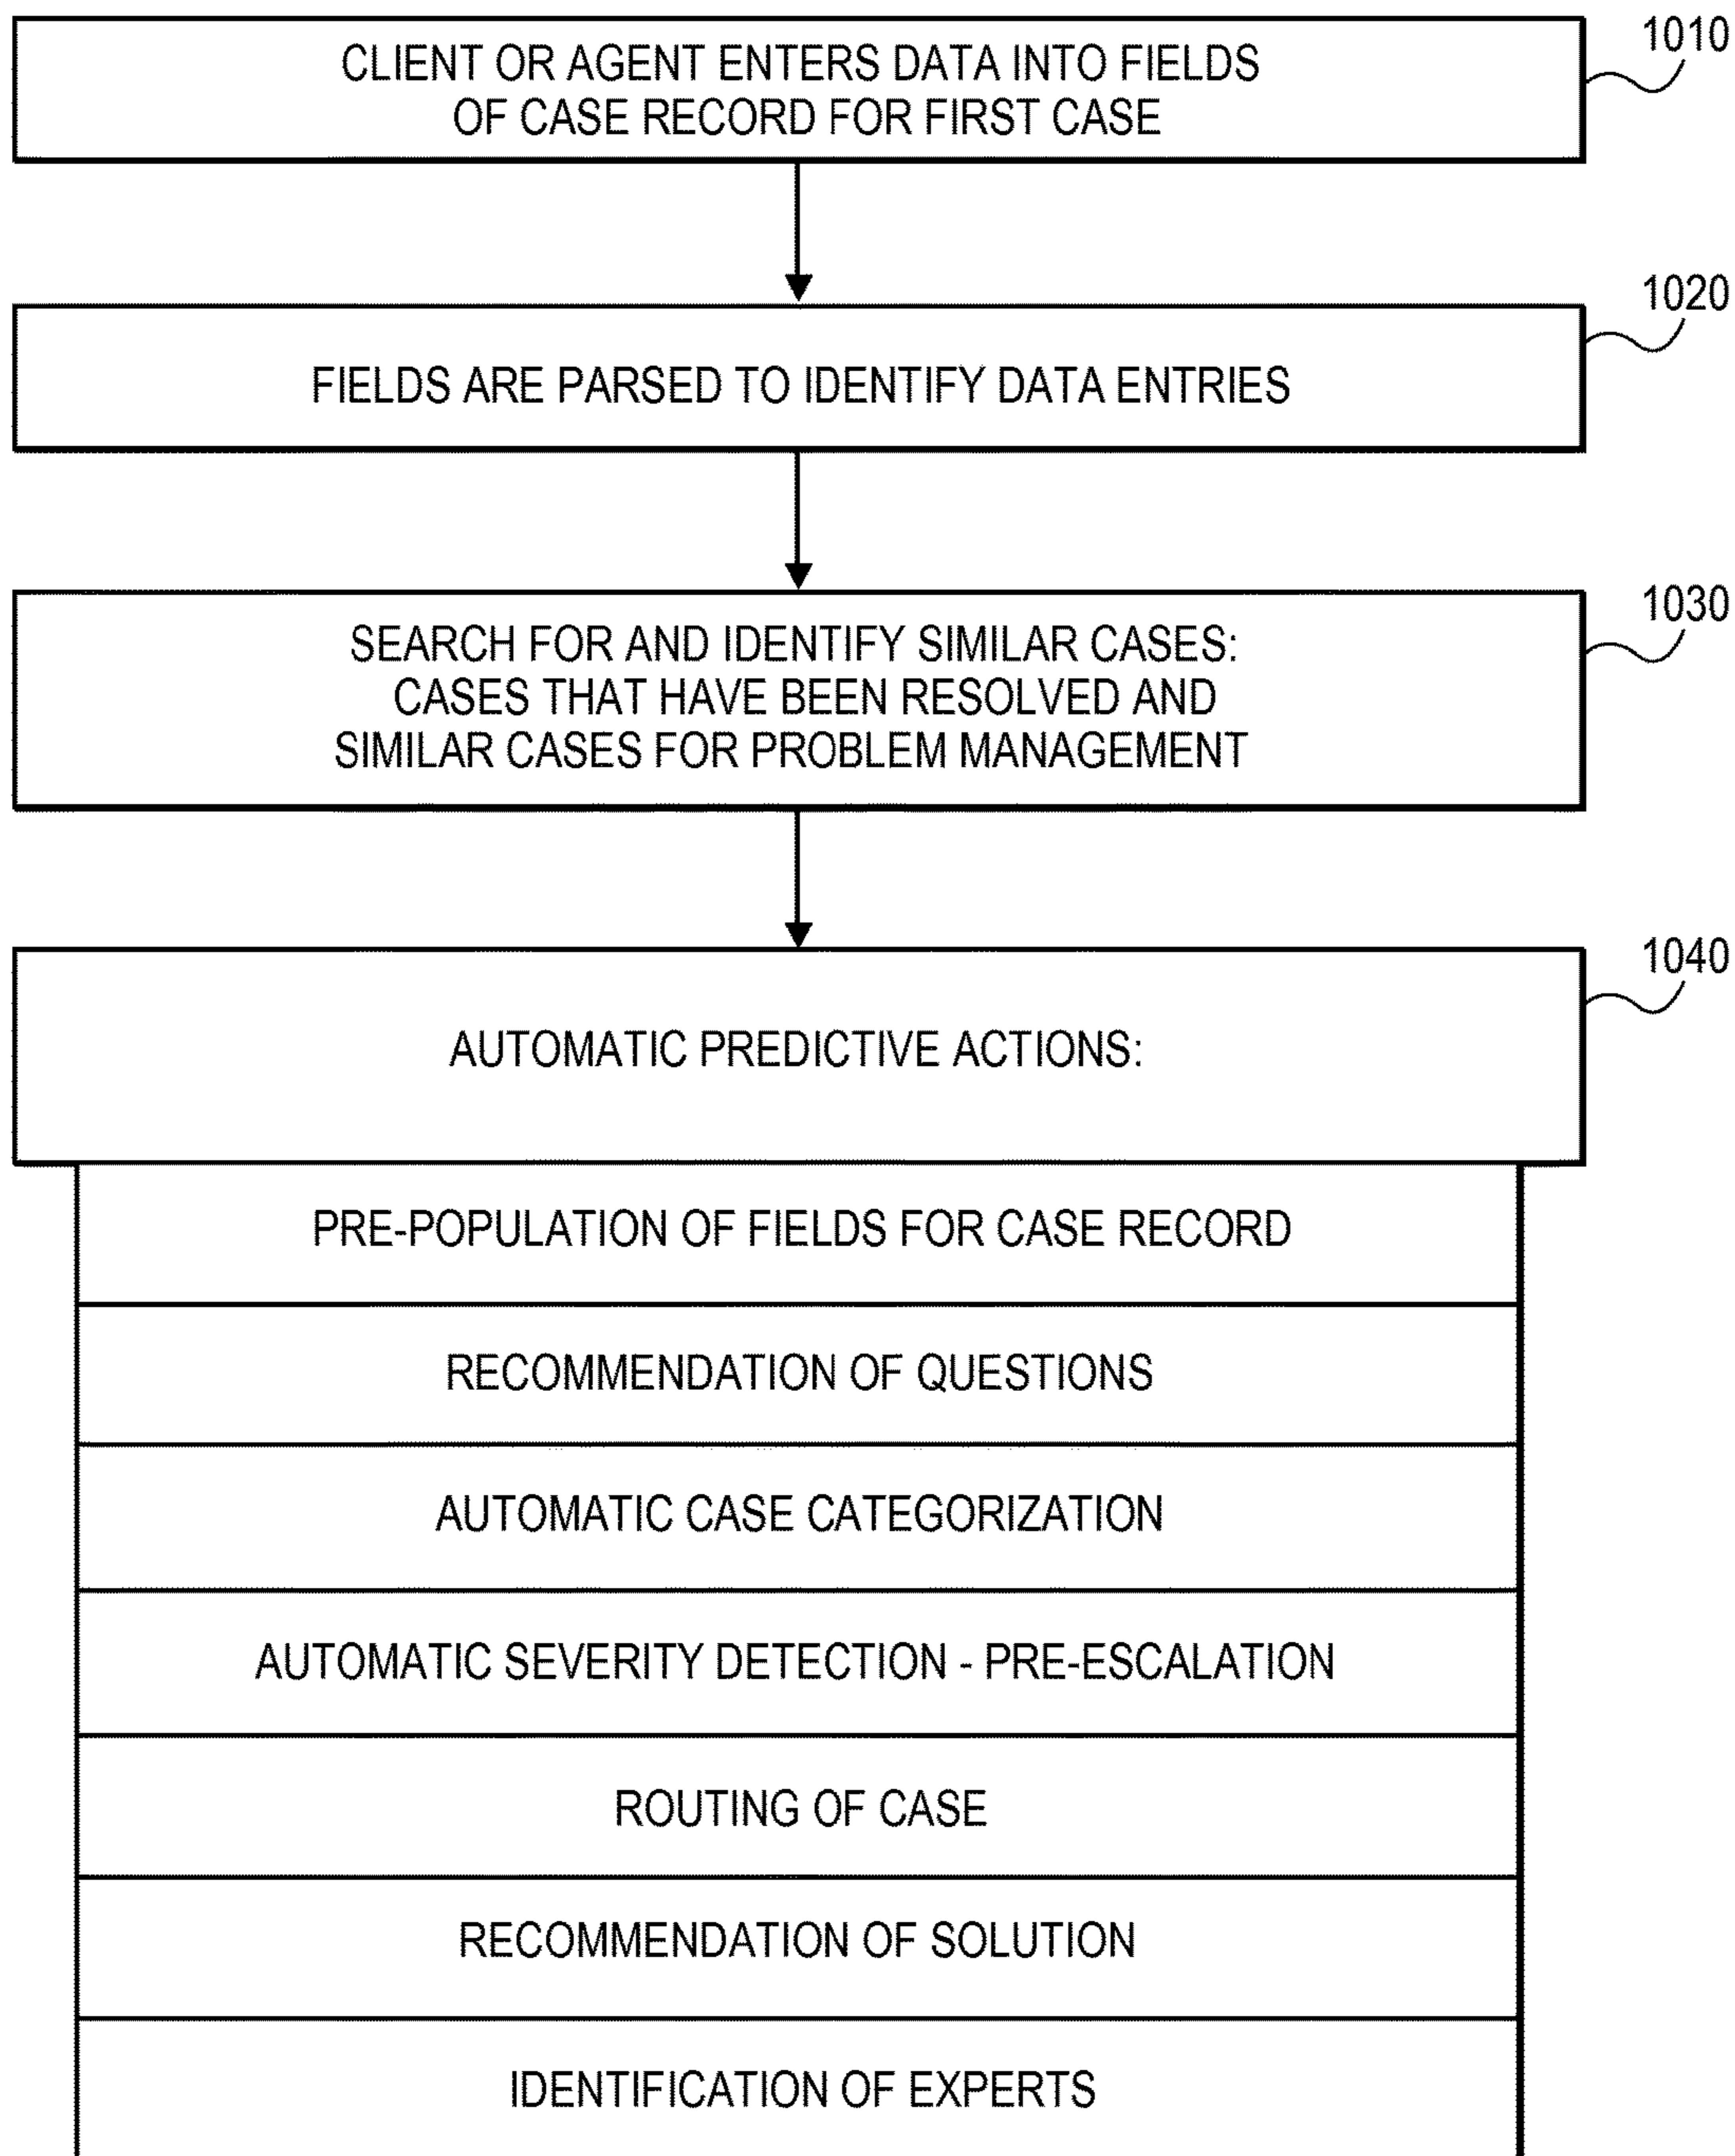 1010
CLIENT OR AGENT ENTERS DATA INTO FIELDS
OF CASE RECORD FOR FIRST CASE
1020
FIELDS ARE PARSED TO IDENTIFY DATA ENTRIES
1030
SEARCH FOR AND IDENTIFY SIMILAR CASES:
CASES THAT HAVE BEEN RESOLVED AND
SIMILAR CASES FOR PROBLEM MANAGEMENT
1040
AUTOMATIC PREDICTIVE ACTIONS:
PRE-POPULATION OF FIELDS FOR CASE RECORD
RECOMMENDATION OF QUESTIONS
AUTOMATIC CASE CATEGORIZATION
AUTOMATIC SEVERITY DETECTION - PRE-ESCALATION
ROUTING OF CASE
RECOMMENDATION OF SOLUTION
IDENTIFICATION OF EXPERTS